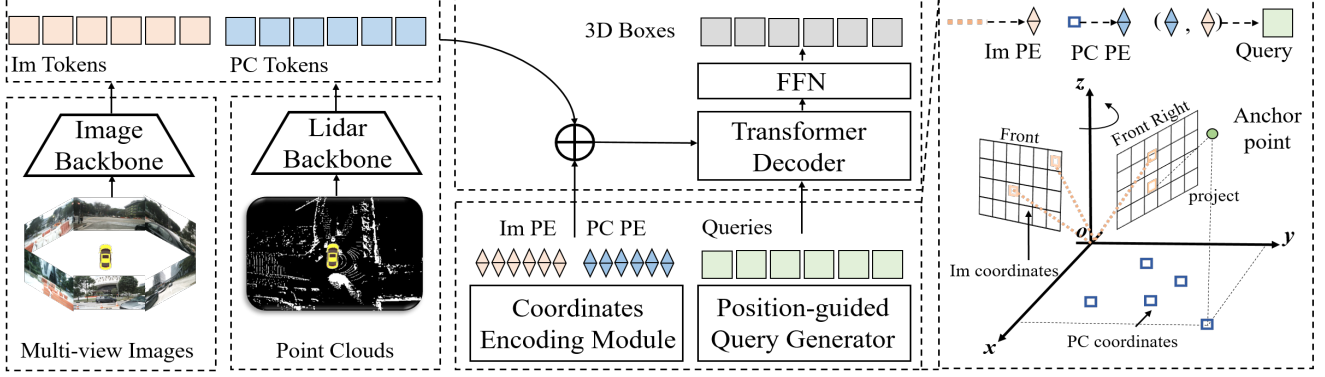 Im Tokens
PC Tokens
Image
Backbone
Lidar
Backbone
Multi-view Images
Point Clouds
3D Boxes
FFN
Transformer
Decoder
Im PE
PC PE
Queries
Coordinates
Encoding Module
Position-guided
Query Generator
( , )
Im PE
PC PE
Query
z
Front
Front Right
Anchor
point
project
o
y
Im coordinates
x
PC coordinates